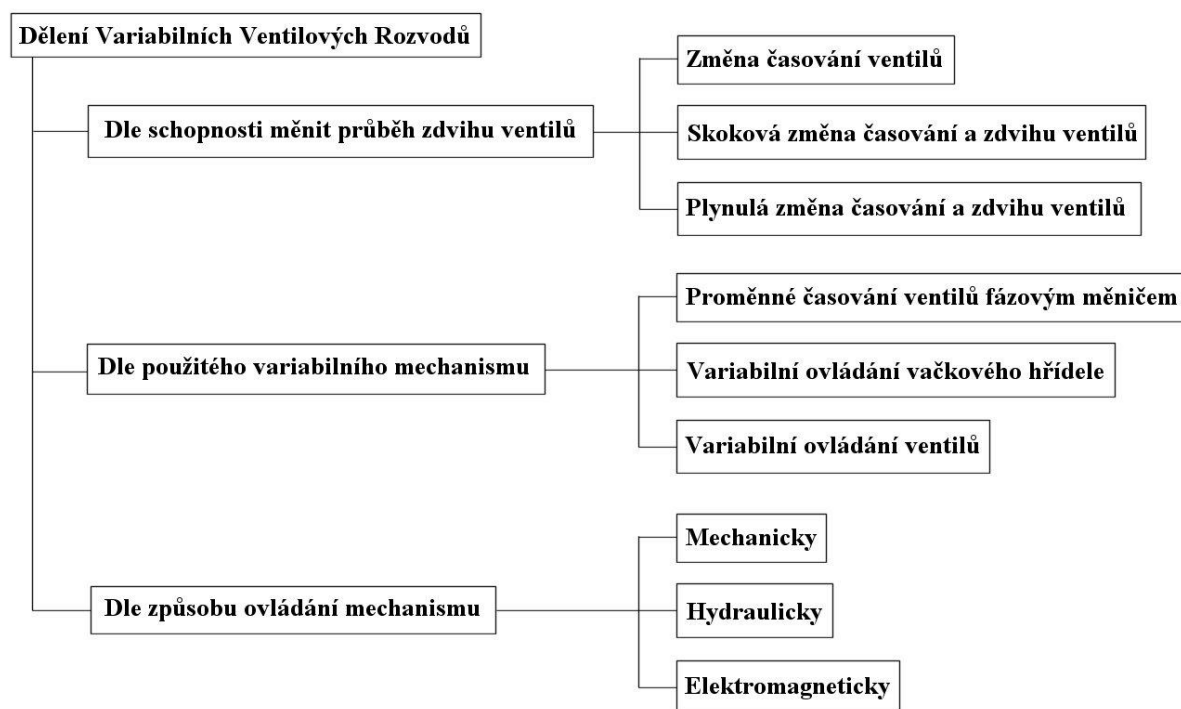 Dělení Variabilních Ventilových Rozvodů
Dle schopnosti měnit průběh zdvihu ventilů
Změna časování ventilů
Skoková změna časování a zdvihu ventilů
Plynulá změna časování a zdvihu ventilů
Dle použitého variabilního mechanismu
Proměnné časování ventilů fázovým měničem
Variabilní ovládání vačkového hřídele
Variabilní ovládání ventilů
Dle způsobu ovládání mechanismu
Mechanicky
Hydraulicky
Elektromagneticky